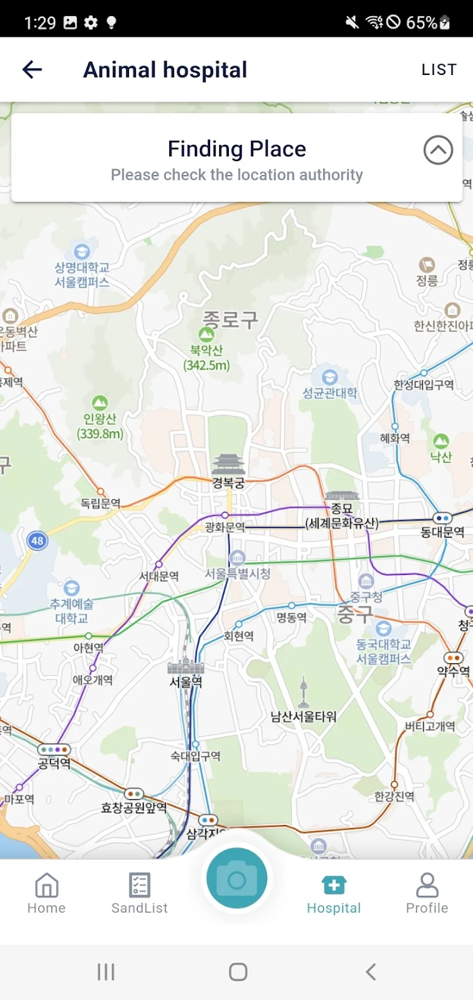 1:29
65%
Animal hospital
LIST
Finding Place
Please check the location authority
상명대학교
서울캠퍼스
정릉
종로구
한신한진아파
운동벽산
아파트
북악산
(342.5m)
홍제역
성균관대학
한성대입구역
인왕산
(339.8m)
혜화역
낙산
구
경복궁
독립문역
종묘
(세계문화유산)
광화문역
동대문역
48
서대문역
서울특별시청
중구청
추계예술
대학교
명동역
중구
역
회현역
동국대학교
서울캠퍼스
아현역
약수역
애오개역
서울역
남산서울타워
버티고개역
숙대입구역
공덕역
마포역
효창공원앞역
한강진역
삼각지역
Home
SandList
Hospital
Profile